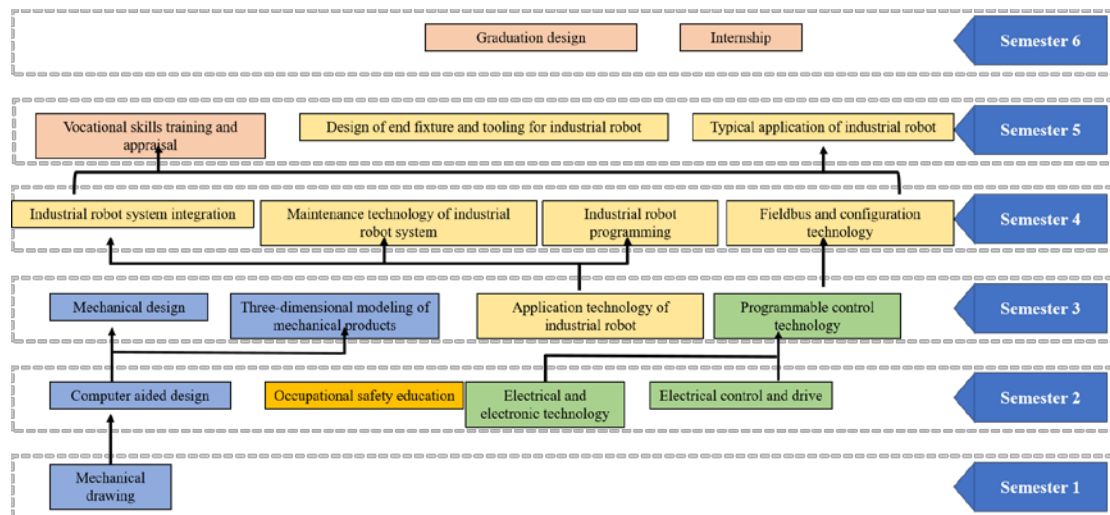 Graduation design
Internship
Semester 6
Vocational skills training and
appraisal
Design of end fixture and tooling for industrial robot
Typical application of industrial robot
Semester 5
Industrial robot system integration
Maintenance technology of industrial
robot system
Industrial robot
programming
Fieldbus and configuration
technology
Semester 4
Mechanical design
Three-dimensional modeling of
mechanical products
Application technology of
industrial robot
Programmable control
technology
Semester 3
Computer aided design
Occupational safety education
Electrical and
electronic technology
Electrical control and drive
Semester 2
Mechanical
drawing
Semester 1